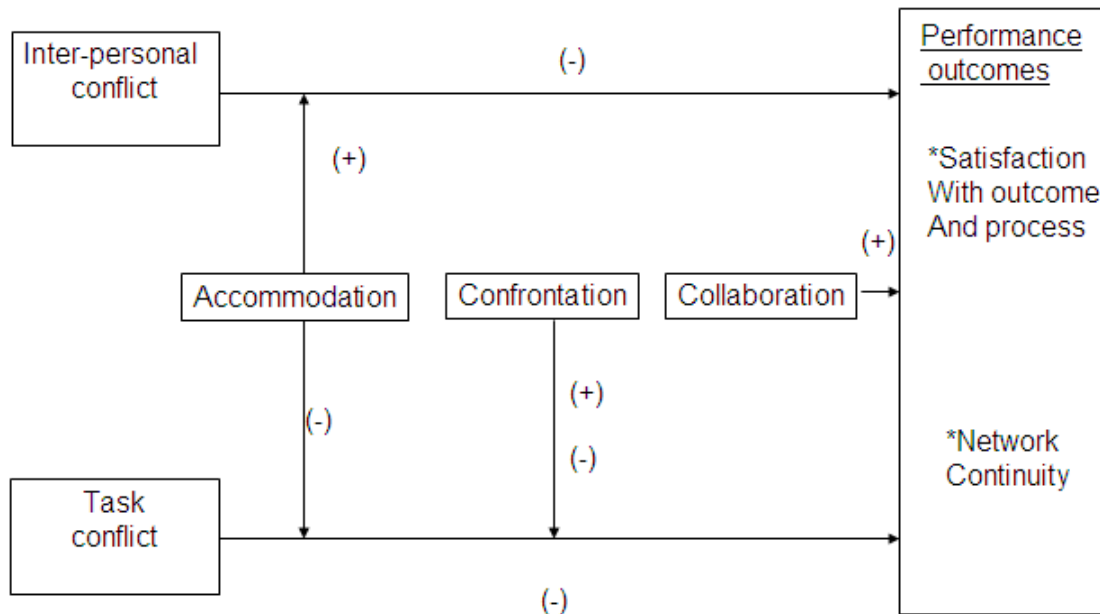 Inter-personal
conflict
(-)
Performance
outcomes
(+)
*Satisfaction
With outcome
And process
(+)
Accommodation
Confrontation
Collaboration
(+)
(-)
(-)
*Network
Continuity
Task
conflict
(-)